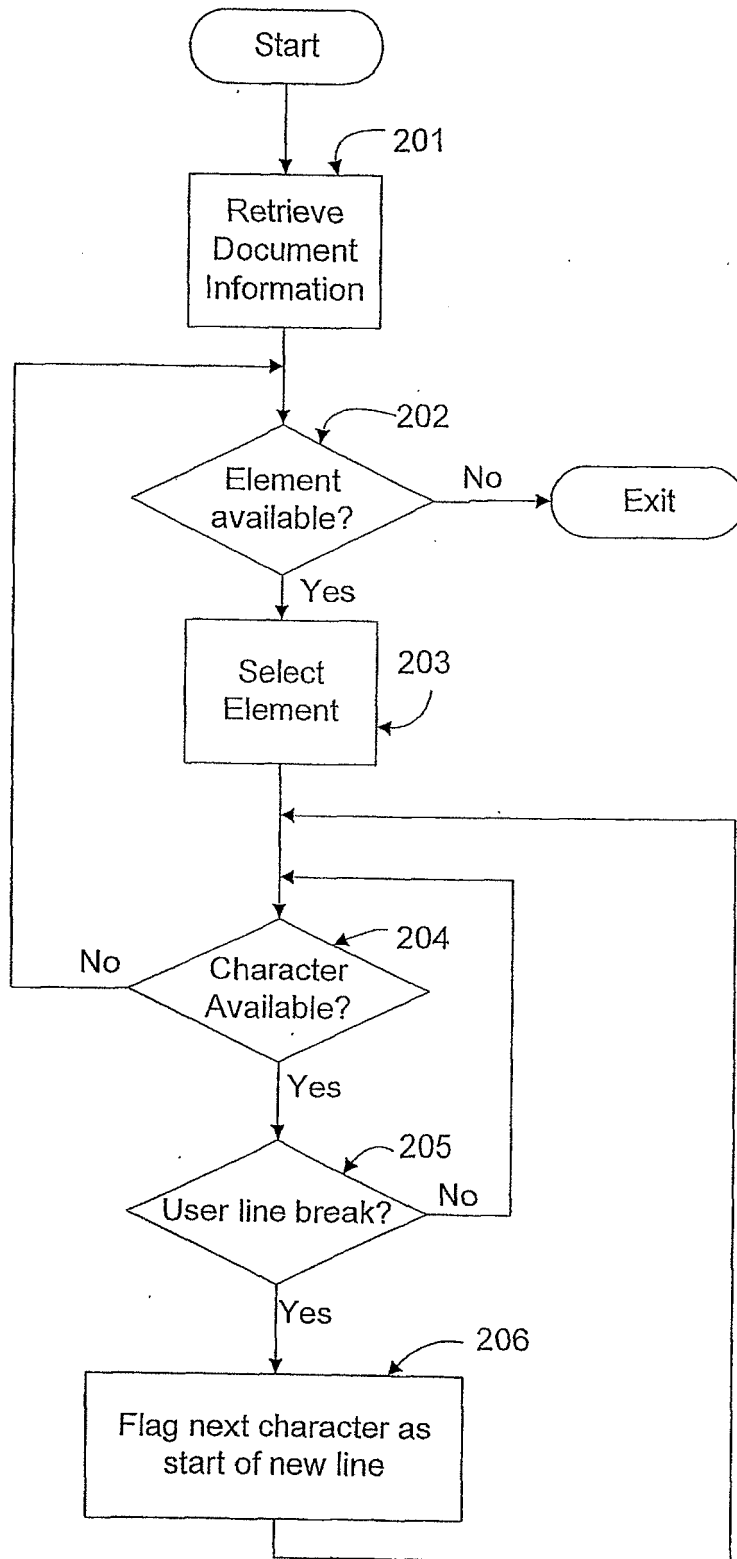 Start
201
Retrieve
Document
Information
202
Element
available?
No
Exit
Yes
Select
Element
203
204
No
Character
Available?
Yes
205
User line break?
No
Yes
206
Flag next character as
start of new line